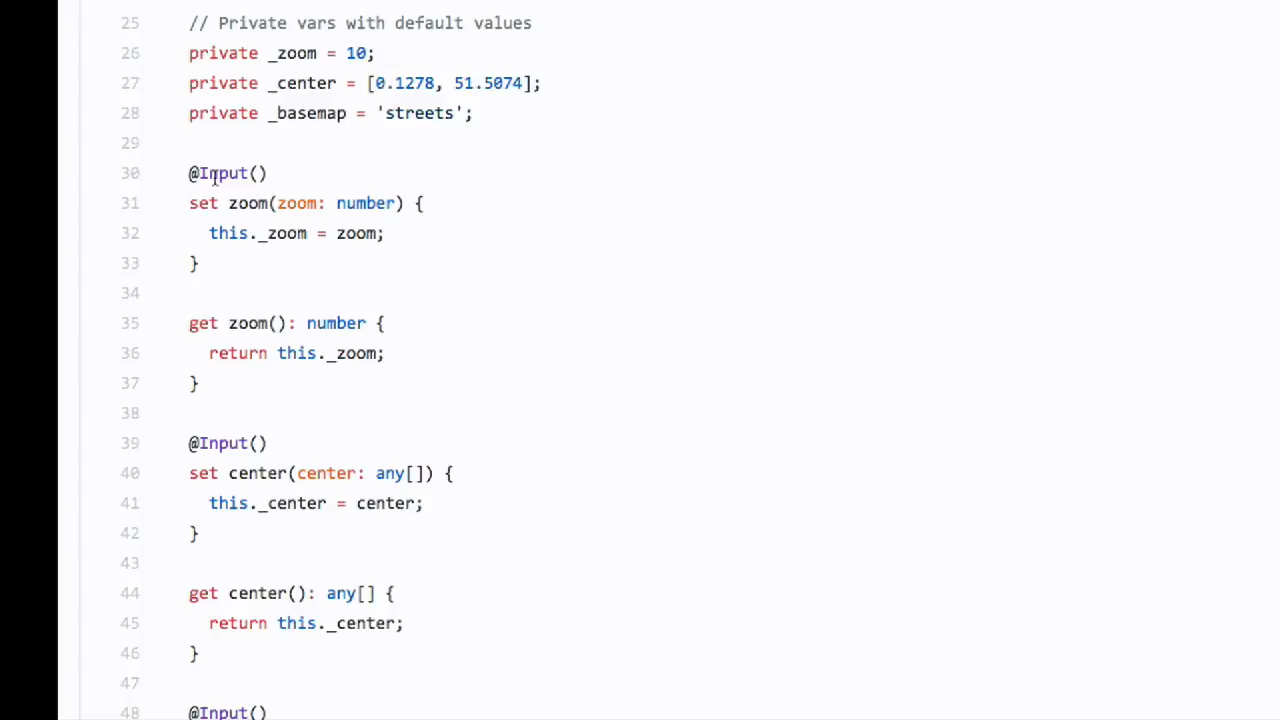 25 // Private vars with default values
26 private _zoom = 10;
27 private _center = [0.1278, 51.5074];
28 private _basemap = 'streets';
29
30 @Input()
31 set zoom(zoom: number) {
32 this._zoom = zoom;
33 }
34
35 get zoom(): number {
36 return this._zoom;
37 }
38
39 @Input()
40 set center(center: any[]) {
41 this._center = center;
42 }
43
44 get center(): any[] {
45 return this._center;
46 }
47
48 @Input()